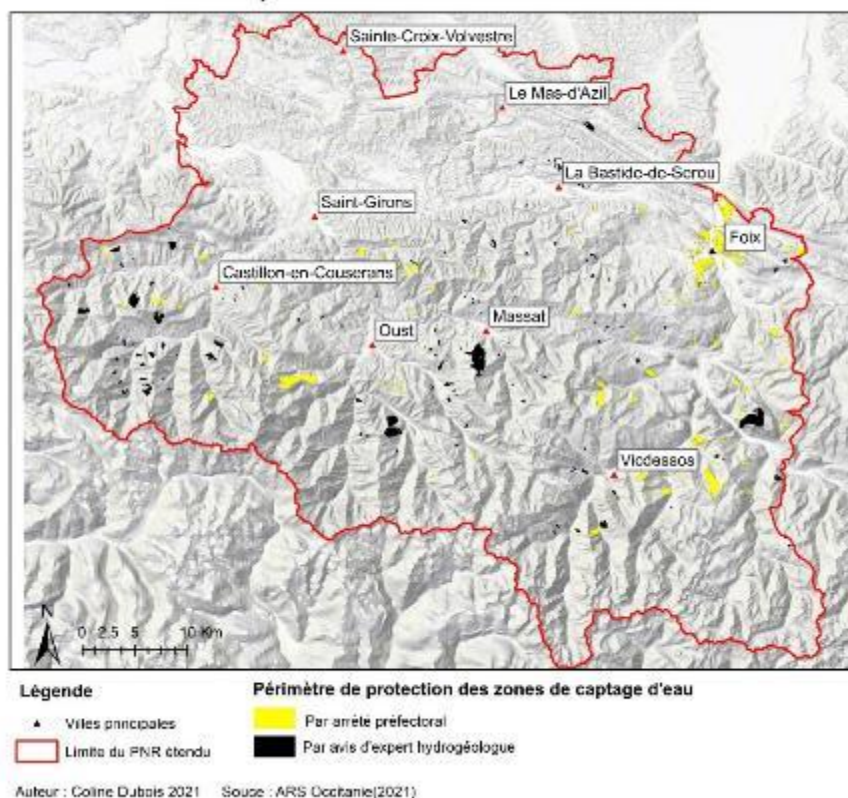 Sainte-Croix-Volvestre
Le Mas-d'Azil
La Bastide-de-Serou
Saint-Girons
Foix
Castillon-en-Couserans
Oust
Massat
Vicdessos
N
0 2.5 5 10 Km
Légende
Villes principales
Limite du PNR étendu
Périmètre de protection des zones de captage d'eau
Par arrêté préfectoral
Par avis d'expert hydrogéologue
Auteur : Coline Dubois 2021 Souse : ARS Occitanie(2021)